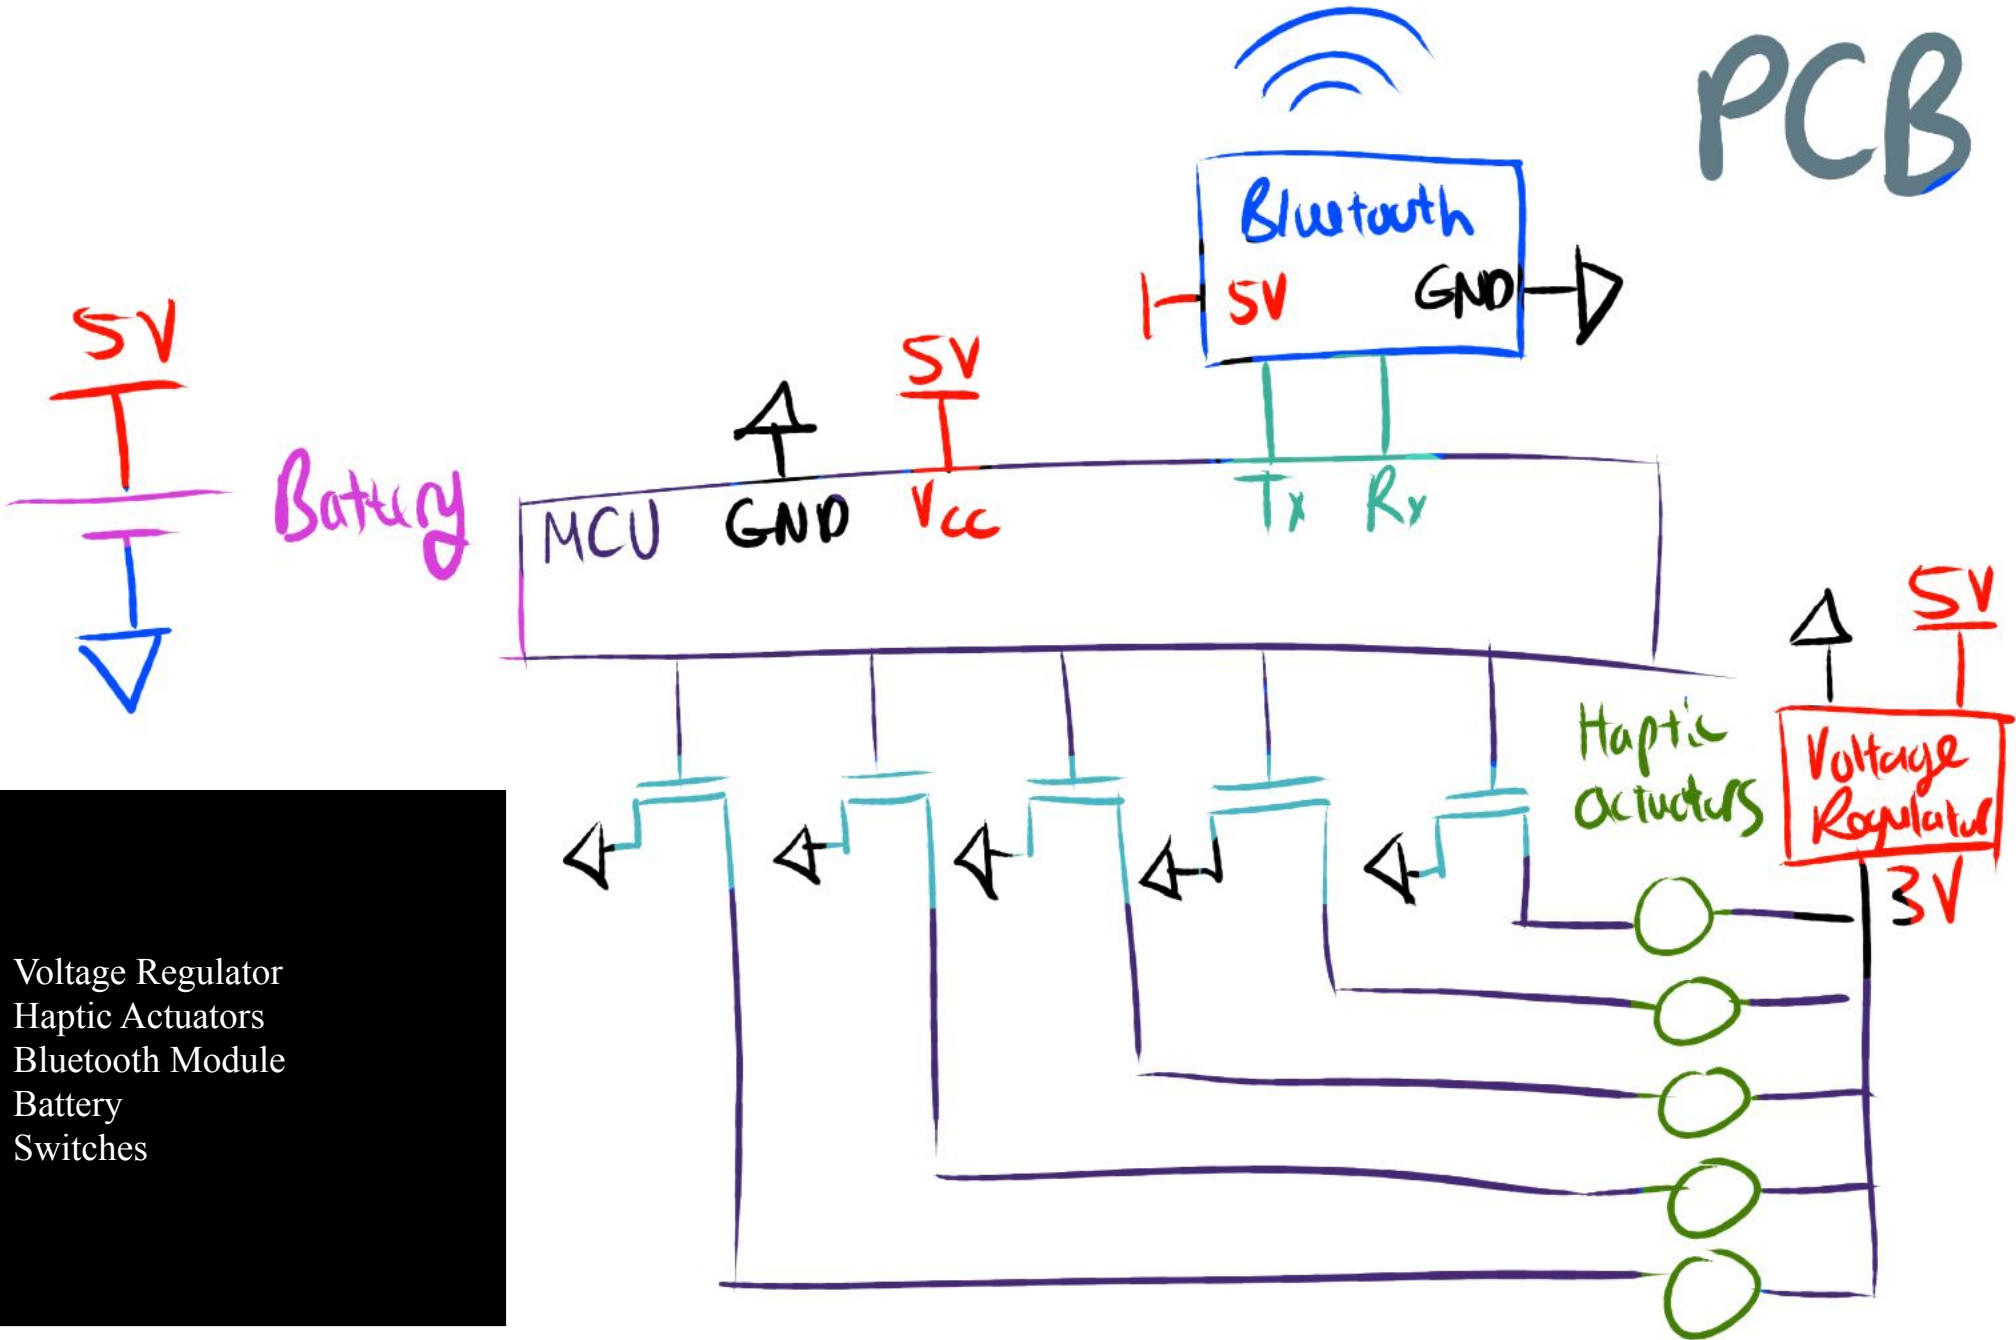 PCB
Bluetooth
5V
GND
5V
5V
Battery
MCU
GND
Vcc
Tx
Rx
5V
Haptic
actuators
Voltage
Regulator
3V
Voltage Regulator
Haptic Actuators
Bluetooth Module
Battery
Switches